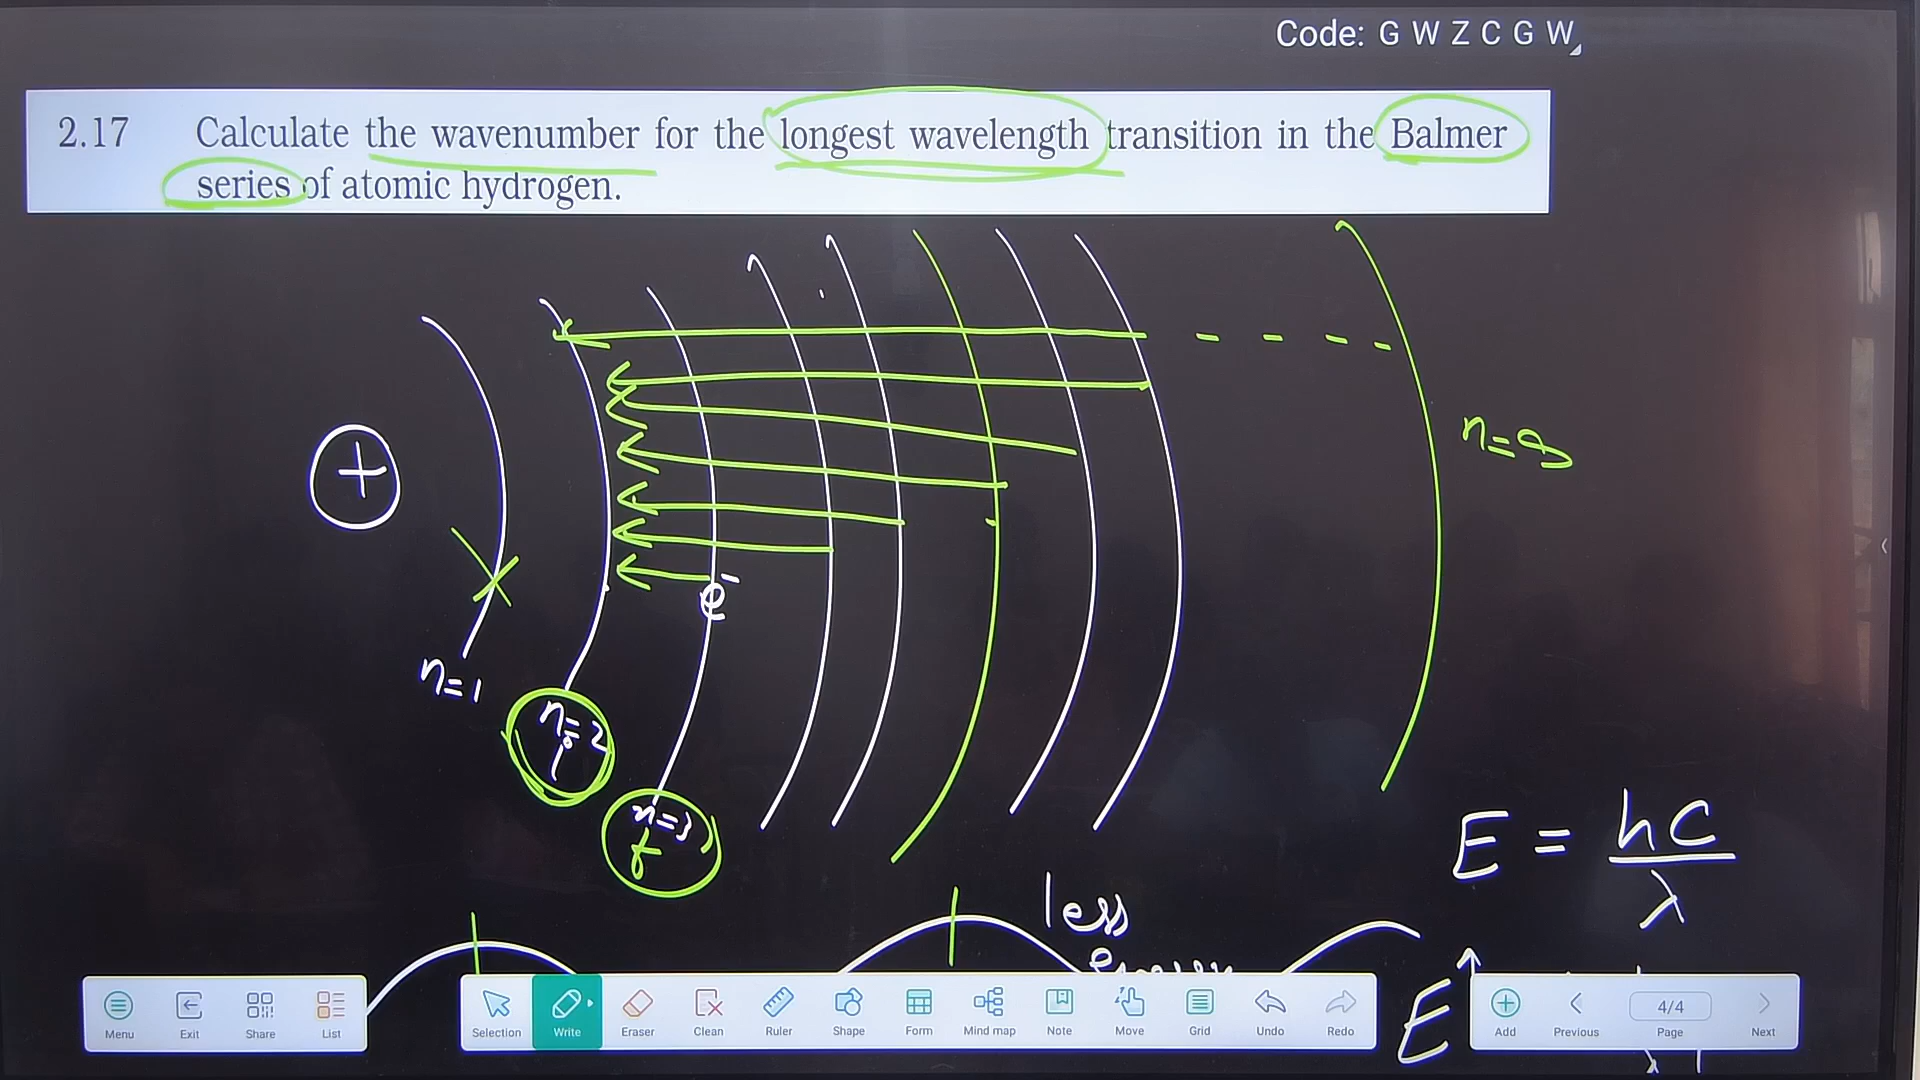 Code: G W Z C G W
2.17 Calculate the wavenumber for the longest wavelength transition in the Balmer
series of atomic hydrogen.
+
n=∞
e⁻
n=1
n=2
i
n=3
f
E = hc/λ
less
energy
E↑
Menu
Exit
Share
List
Selection
Write
Eraser
Clean
Ruler
Shape
Form
Mind map
Note
Move
Grid
Undo
Redo
Add
Previous
4/4
Page
Next